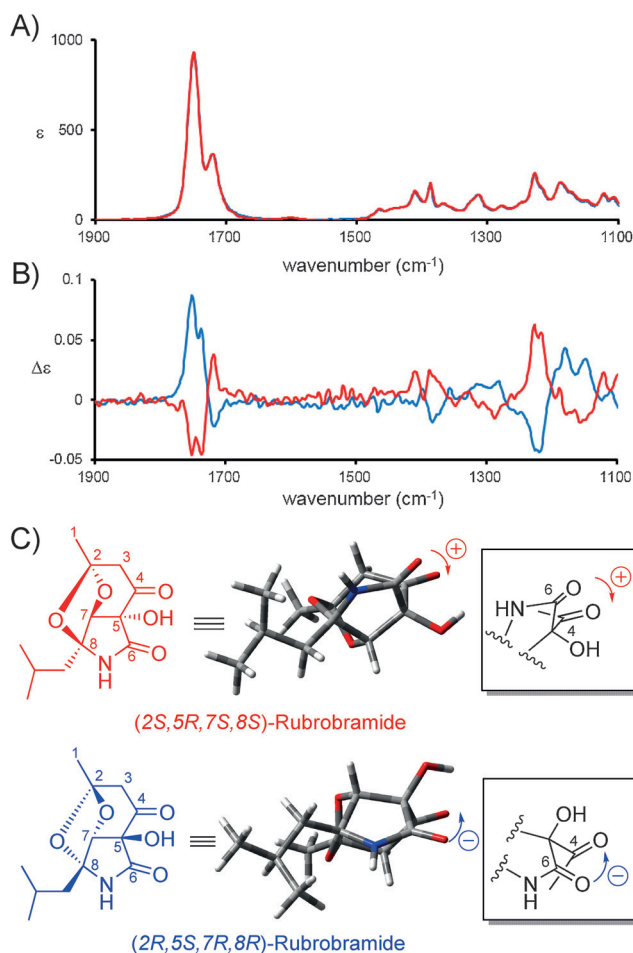 A)
1000
500
0
ε
1900 1700 1500 1300 1100
wavenumber (cm⁻¹)
B)
0.1
0.05
0
-0.05
Δε
1900 1700 1500 1300 1100
wavenumber (cm⁻¹)
C)
1
2
3
4
O
O
O
7
5
OH
8
6
O
N
H
+
6
O
HN
O
4
OH
+
(2S,5R,7S,8S)-Rubrobramide
1
2
3
4
O
O
O
7
5
OH
8
6
O
N
H
−
OH
4
O
6
O
N
H
−
(2R,5S,7R,8R)-Rubrobramide